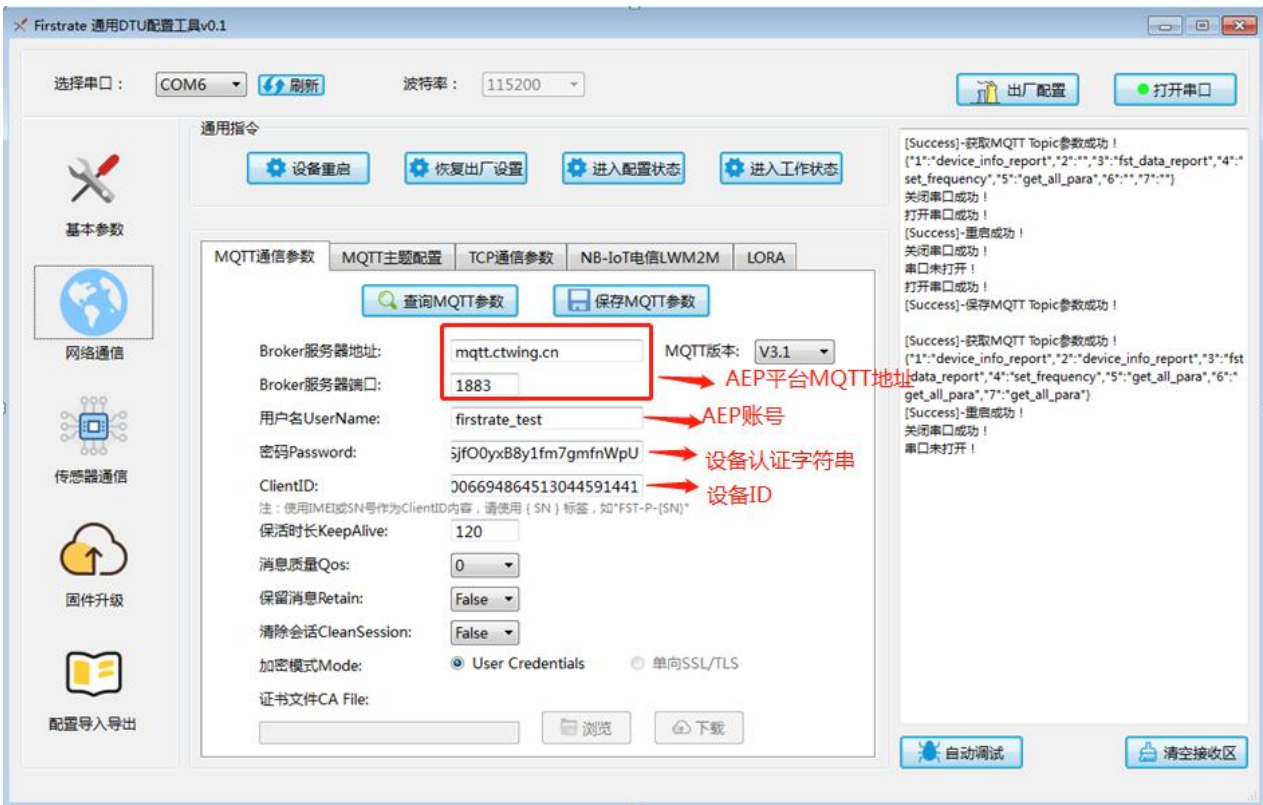 Firstrate 通用DTU配置工具v0.1
选择串口： COM6 刷新 波特率： 115200 出厂配置 打开串口
基本参数
网络通信
传感器通信
固件升级
配置导入导出
通用指令
设备重启 恢复出厂设置 进入配置状态 进入工作状态
MQTT通信参数 MQTT主题配置 TCP通信参数 NB-IoT电信LWM2M LORA
查询MQTT参数 保存MQTT参数
Broker服务器地址: mqtt.ctwing.cn MQTT版本: V3.1
Broker服务器端口: 1883 AEP平台MQTT地址
用户名UserName: firstrate_test AEP账号
密码Password: SjfO0yxB8y1fm7gmfnWpU 设备认证字符串
ClientID: 006694864513044591441 设备ID
注：使用IMEI或SN号作为ClientID内容，请使用 { SN } 标签，如"FST-P-{SN}"
保活时长KeepAlive: 120
消息质量Qos: 0
保留消息Retain: False
清除会话CleanSession: False
加密模式Mode: User Credentials 单向SSL/TLS
证书文件CA File:
浏览 下载
[Success]-获取MQTT Topic参数成功！
{"1":"device_info_report","2":"","3":"fst_data_report","4":"
set_frequency","5":"get_all_para","6":"","7":""}
关闭串口成功！
打开串口成功！
[Success]-重启成功！
关闭串口成功！
串口未打开！
打开串口成功！
[Success]-保存MQTT Topic参数成功！
[Success]-获取MQTT Topic参数成功！
{"1":"device_info_report","2":"device_info_report","3":"fst
_data_report","4":"set_frequency","5":"get_all_para","6":"
get_all_para","7":"get_all_para"}
[Success]-重启成功！
关闭串口成功！
串口未打开！
自动调试 清空接收区